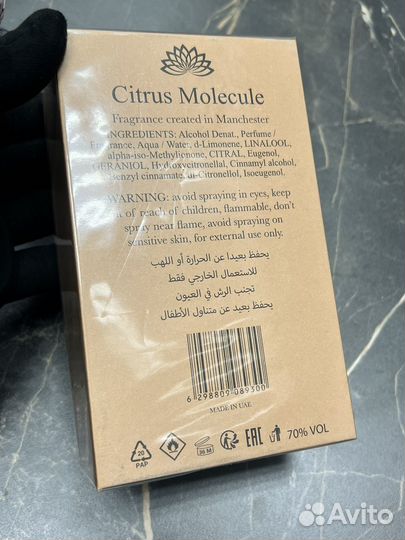 Citrus Molecule
Fragrance created in Manchester
INGREDIENTS: Alcohol Denat., Perfume /
Fragrance, Aqua / Water, d-Limonene, LINALOOL,
alpha-iso-Methylionone, CITRAL, Eugenol,
GERANIOL, Hydroxycitronellal, Cinnamyl alcohol,
Benzyl cinnamate, dl-Citronellol, Isoeugenol.
WARNING: avoid spraying in eyes, keep
out of reach of children, flammable, don't
spray near flame, avoid spraying on
sensitive skin, for external use only.
يحفظ بعيدا عن الحرارة أو اللهب
للاستعمال الخارجي فقط
تجنب الرش في العيون
يحفظ بعيد عن متناول الأطفال
6 298809 089300
MADE IN UAE
20
PAP
36 M
EAC
70% VOL
Avito